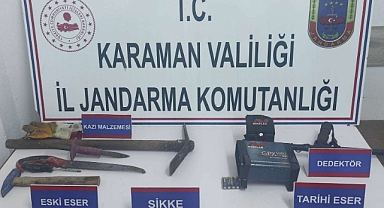 T.C.
KARAMAN VALİLİĞİ
İL JANDARMA KOMUTANLIĞI
KAZI MALZEMESİ
DEDEKTÖR
ESKİ ESER
SİKKE
TARİHİ ESER